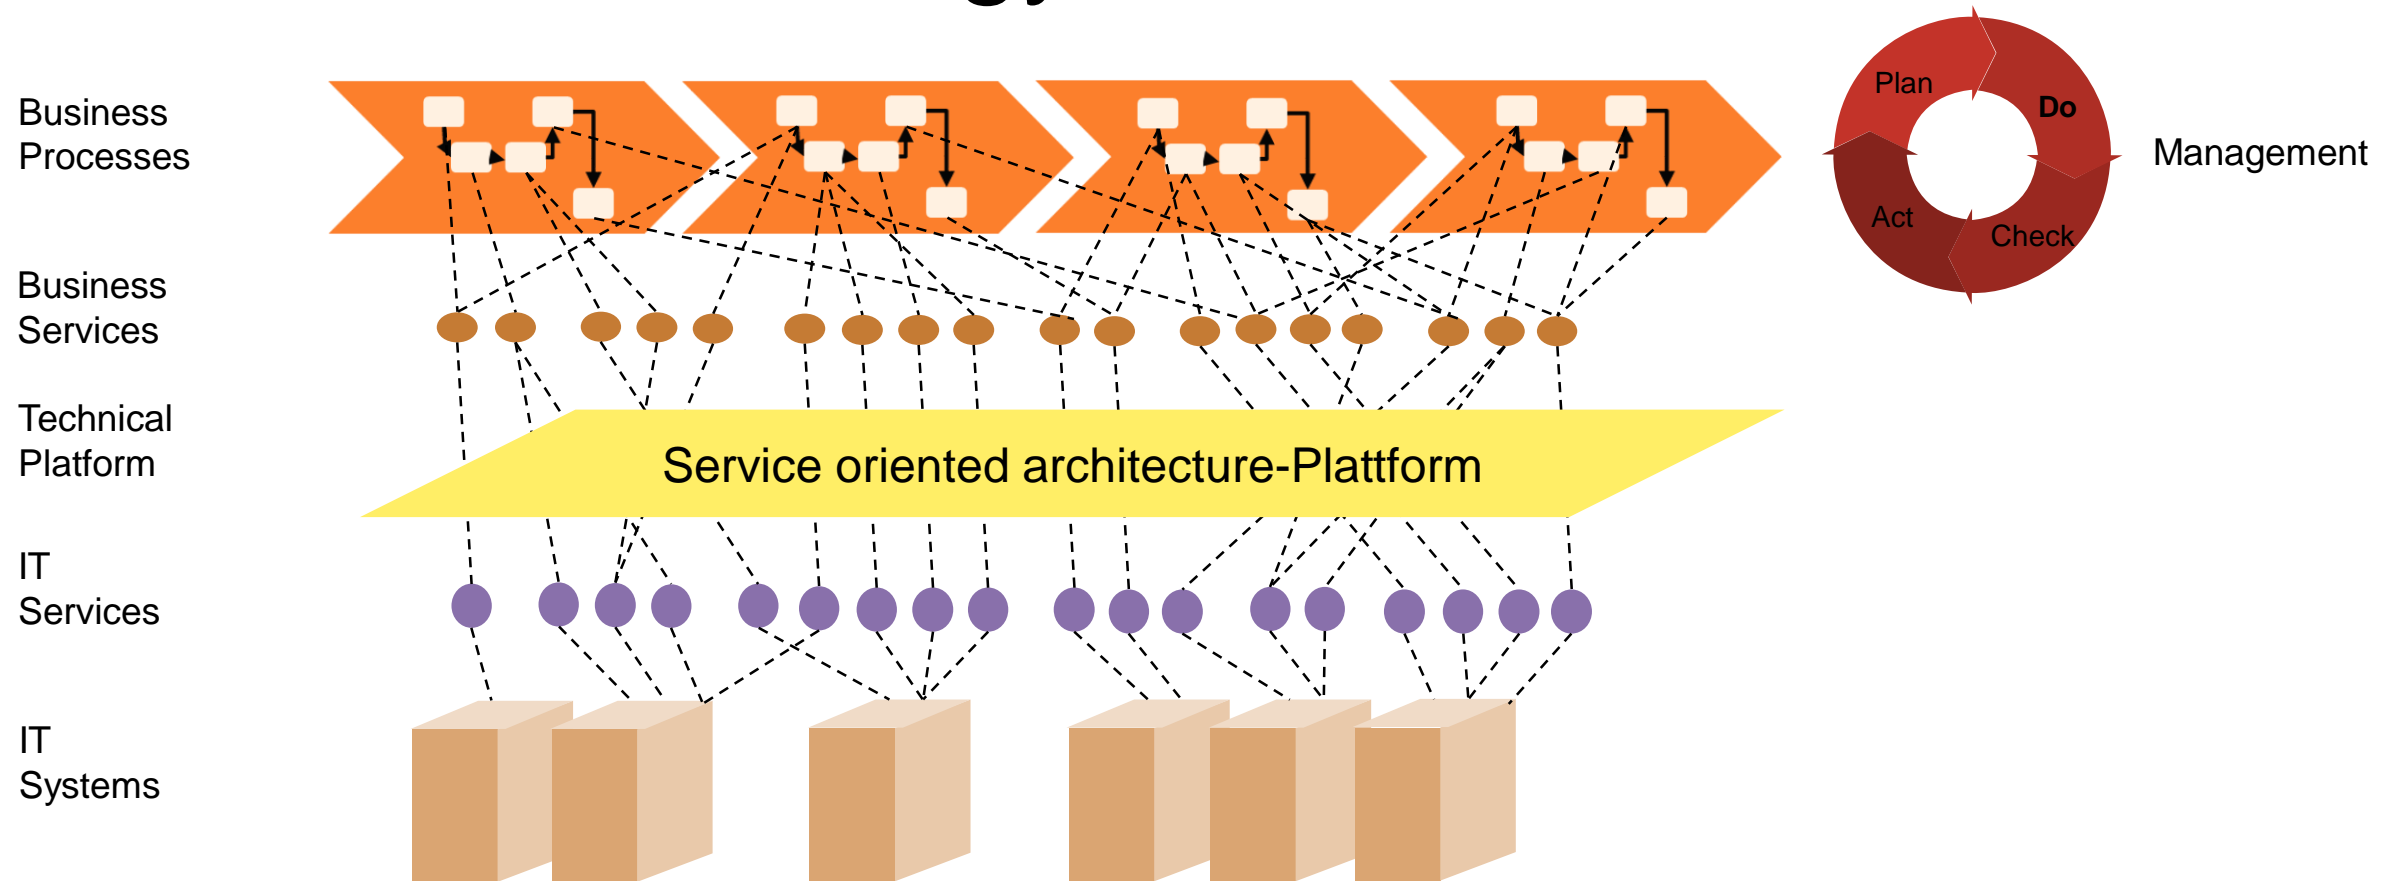 Business
Processes
Plan
Do
Management
Act
Check
Business
Services
Technical
Platform
Service oriented architecture-Plattform
IT
Services
IT
Systems